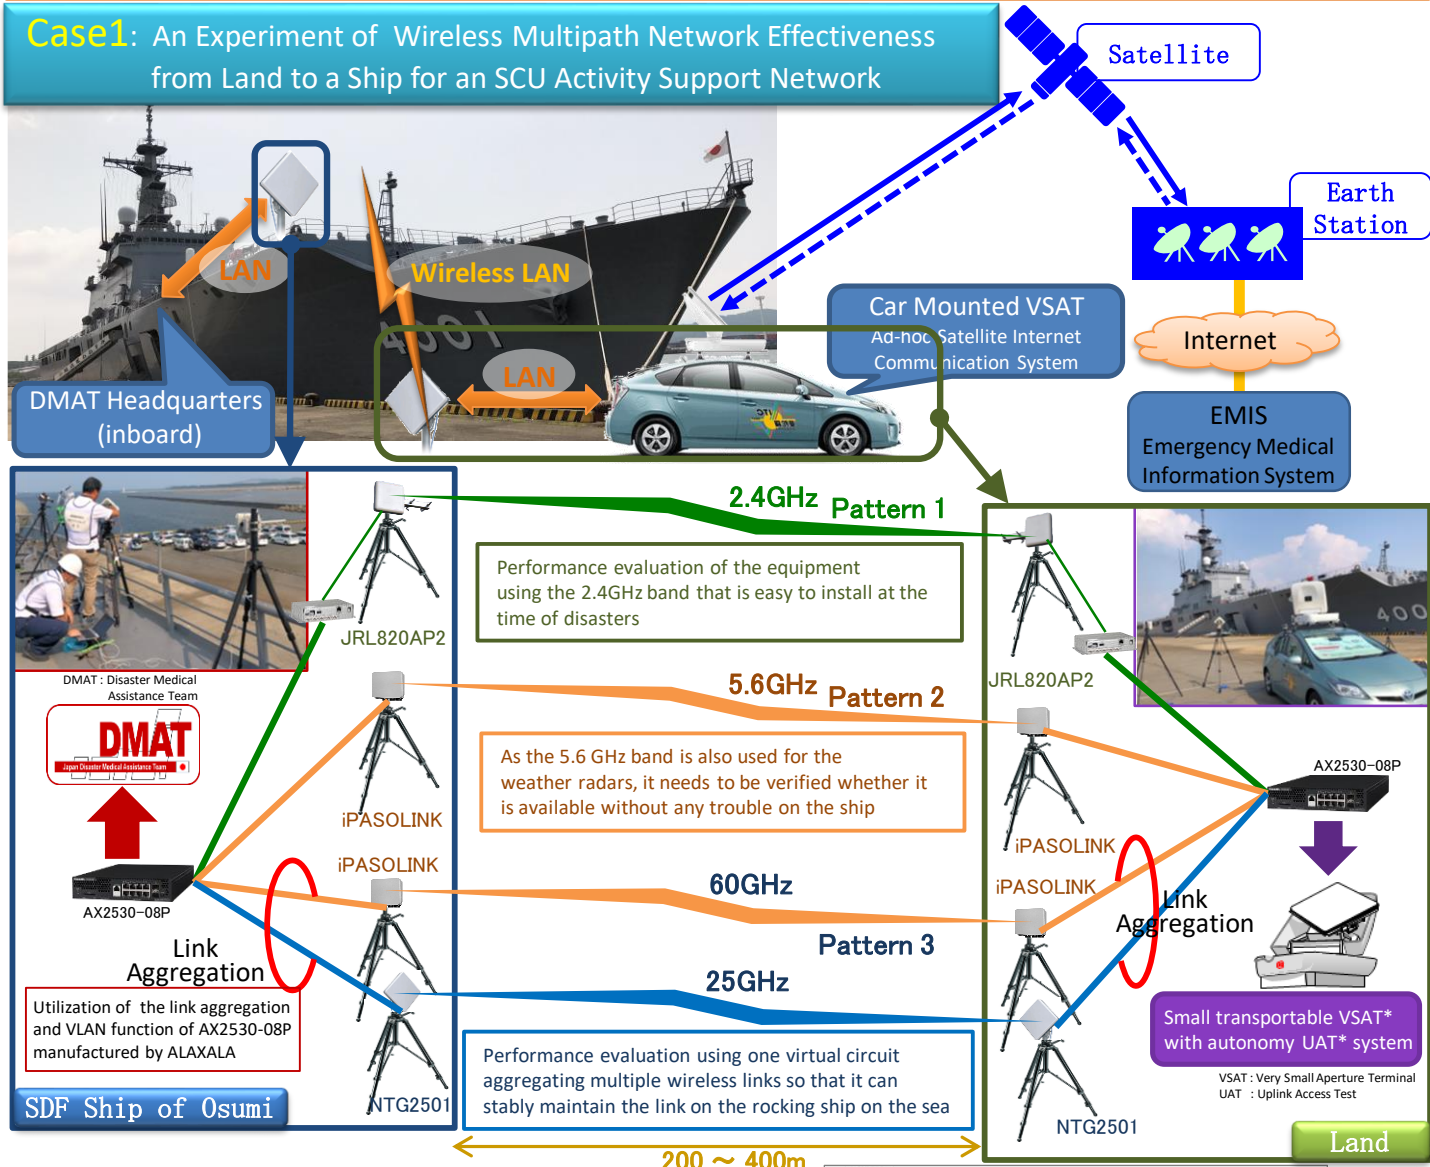 Case1: An Experiment of Wireless Multipath Network Effectiveness
from Land to a Ship for an SCU Activity Support Network
Satellite
Earth
Station
LAN
Wireless LAN
4001
LAN
Car Mounted VSAT
Ad-hoc Satellite Internet
Communication System
Internet
DMAT Headquarters
(inboard)
EMIS
Emergency Medical
Information System
2.4GHz
Pattern 1
Performance evaluation of the equipment
using the 2.4GHz band that is easy to install at the
time of disasters
JRL820AP2
JRL820AP2
400
DMAT : Disaster Medical
Assistance Team
DMAT
Japan Disaster Medical Assistance Team
5.6GHz
Pattern 2
As the 5.6 GHz band is also used for the
weather radars, it needs to be verified whether it
is available without any trouble on the ship
iPASOLINK
iPASOLINK
AX2530-08P
iPASOLINK
iPASOLINK
60GHz
Pattern 3
AX2530-08P
Link
Aggregation
Link
Aggregation
25GHz
Utilization of the link aggregation
and VLAN function of AX2530-08P
manufactured by ALAXALA
Performance evaluation using one virtual circuit
aggregating multiple wireless links so that it can
stably maintain the link on the rocking ship on the sea
Small transportable VSAT*
with autonomy UAT* system
VSAT : Very Small Aperture Terminal
UAT : Uplink Access Test
NTG2501
NTG2501
SDF Ship of Osumi
Land
200 ～ 400m